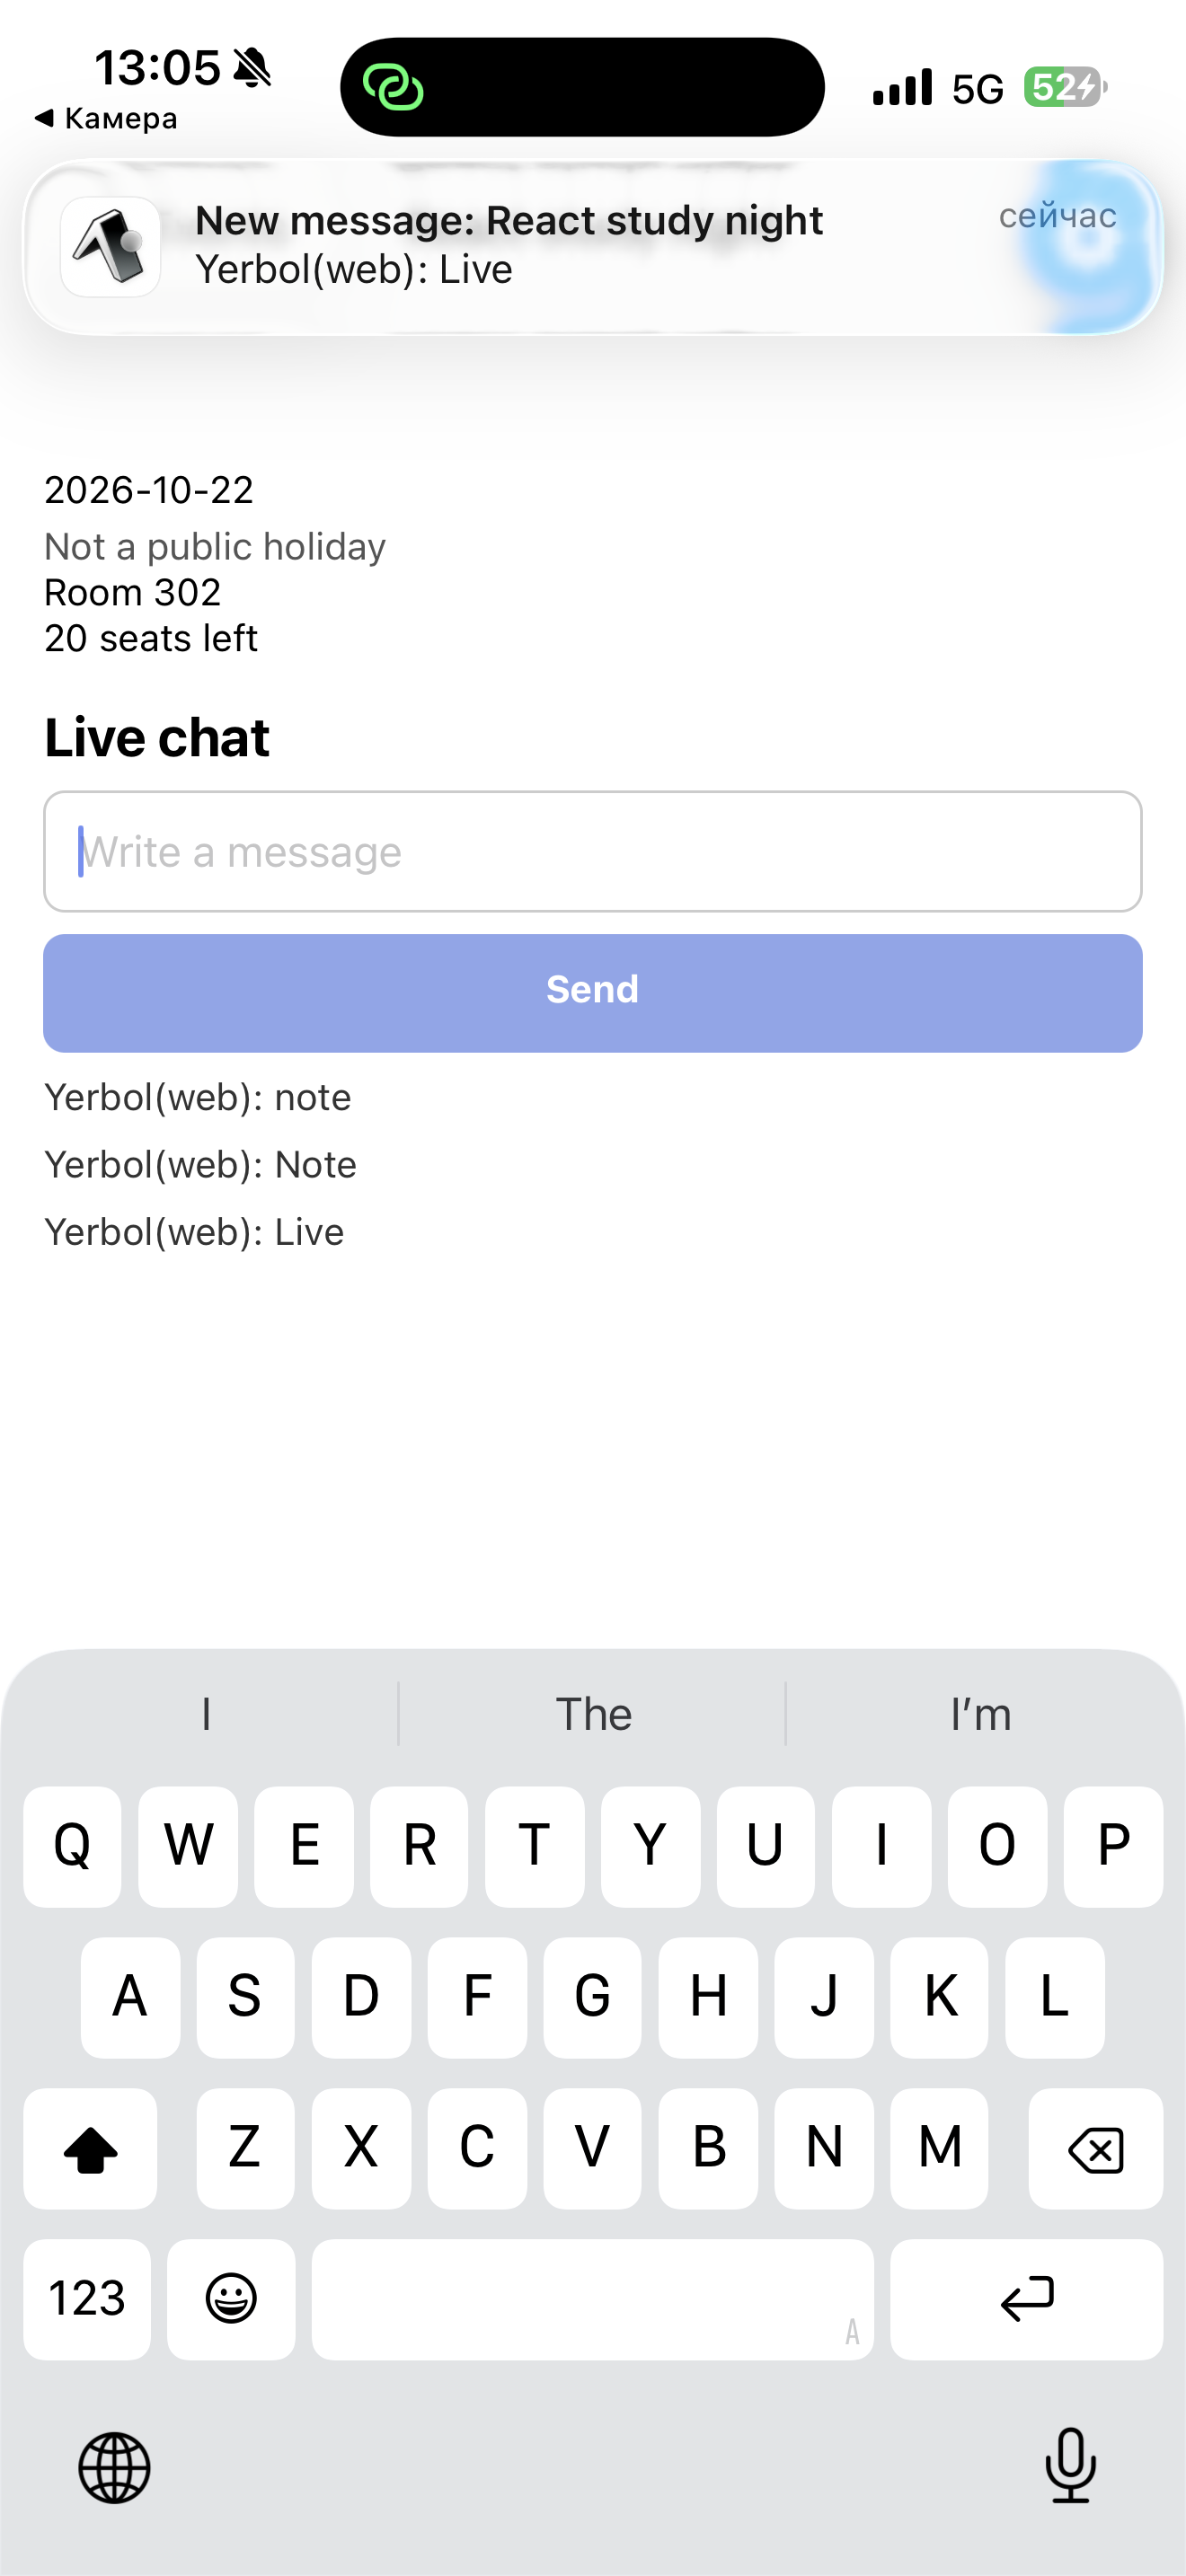 13:05
5G
52
Камера
New message: React study night
сейчас
Yerbol(web): Live
2026-10-22
Not a public holiday
Room 302
20 seats left
Live chat
Write a message
Send
Yerbol(web): note
Yerbol(web): Note
Yerbol(web): Live
I
The
I’m
Q W E R T Y U I O P
A S D F G H J K L
Z X C V B N M
123
A